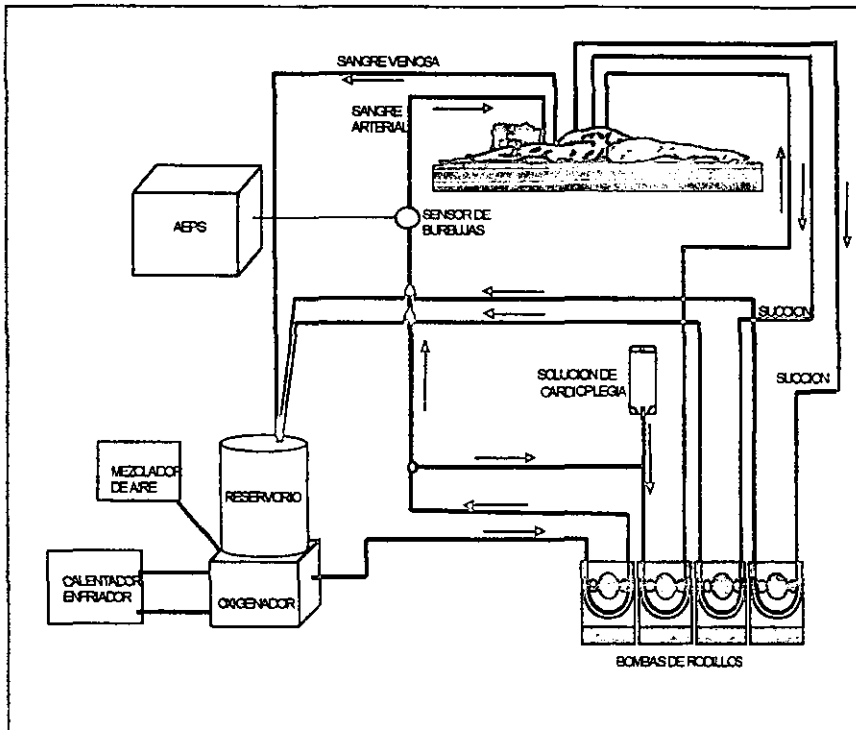 SANGRE VENOSA
SANGRE
ARTERIAL
AEPS
SENSOR DE
BURBUJAS
SUCCION
SOLUCION DE
CARDIOPLEGIA
SUCCION
MEZCLADOR
DE AIRE
RESERVORIO
CALENTADOR
ENFRIADOR
OXIGENADOR
BOMBAS DE RODILLOS